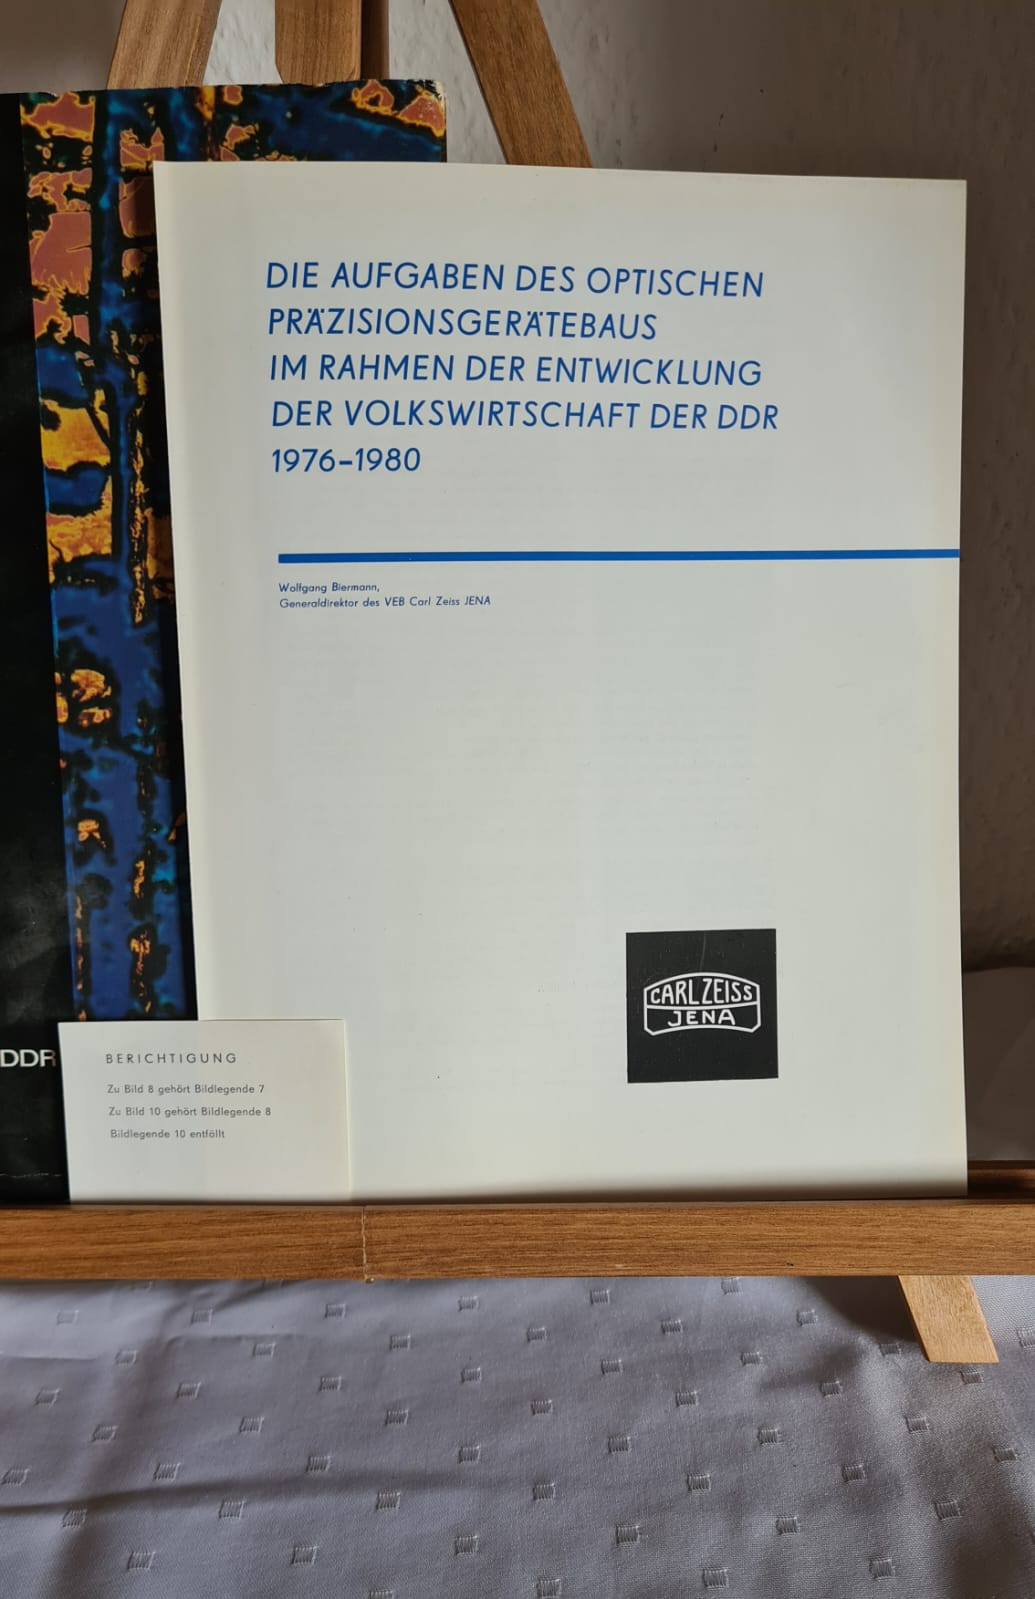 DIE AUFGABEN DES OPTISCHEN
PRÄZISIONSGERÄTEBAUS
IM RAHMEN DER ENTWICKLUNG
DER VOLKSWIRTSCHAFT DER DDR
1976–1980
Wolfgang Biermann,
Generaldirektor des VEB Carl Zeiss JENA
CARL ZEISS
JENA
DDR
BERICHTIGUNG
Zu Bild 8 gehört Bildlegende 7
Zu Bild 10 gehört Bildlegende 8
Bildlegende 10 entfällt